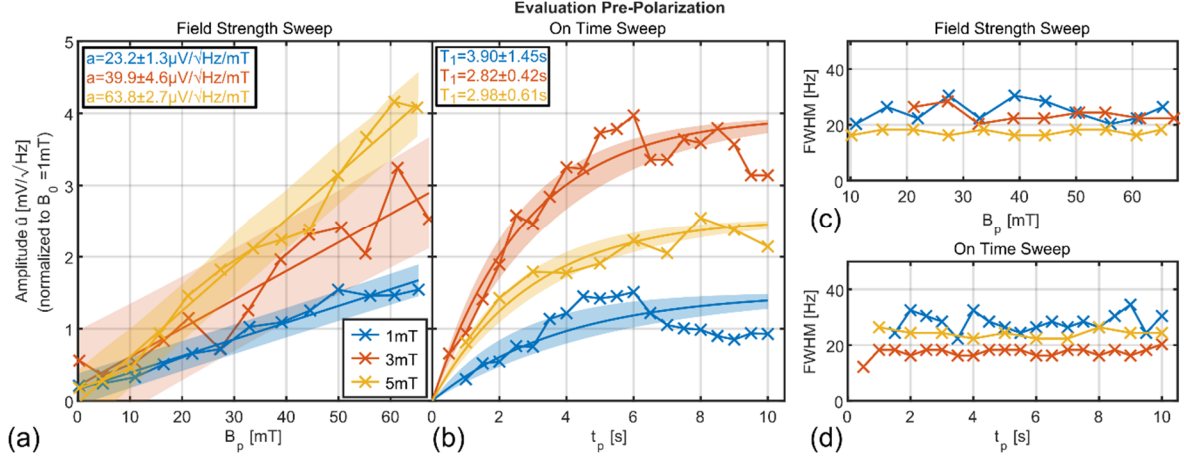 Evaluation Pre-Polarization
Field Strength Sweep
On Time Sweep
Amplitude û [mV/√Hz]
(normalized to B0 =1mT)
5
4
3
2
1
0
a=23.2±1.3µV/√Hz/mT
a=39.9±4.6µV/√Hz/mT
a=63.8±2.7µV/√Hz/mT
1mT
3mT
5mT
0 10 20 30 40 50 60
Bp [mT]
(a)
T1=3.90±1.45s
T1=2.82±0.42s
T1=2.98±0.61s
0 2 4 6 8 10
tp [s]
(b)
Field Strength Sweep
FWHM [Hz]
40
20
0
10 20 30 40 50 60
Bp [mT]
(c)
On Time Sweep
FWHM [Hz]
40
20
0
0 2 4 6 8 10
tp [s]
(d)